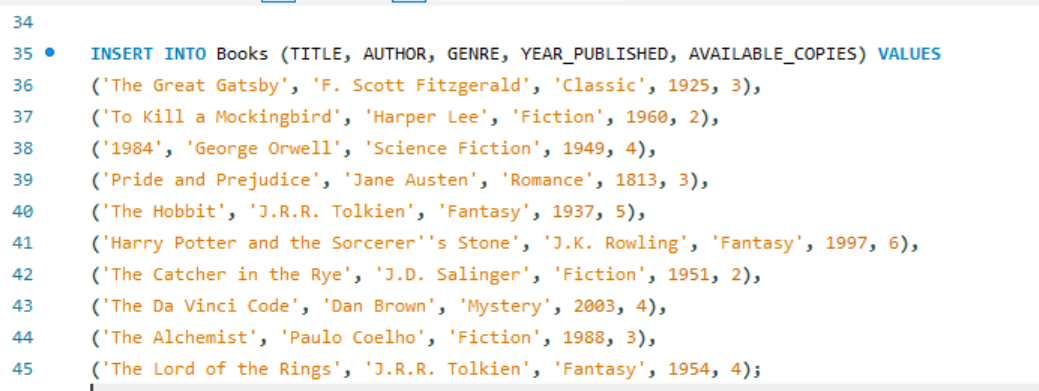 34
35 INSERT INTO Books (TITLE, AUTHOR, GENRE, YEAR_PUBLISHED, AVAILABLE_COPIES) VALUES
36 ('The Great Gatsby', 'F. Scott Fitzgerald', 'Classic', 1925, 3),
37 ('To Kill a Mockingbird', 'Harper Lee', 'Fiction', 1960, 2),
38 ('1984', 'George Orwell', 'Science Fiction', 1949, 4),
39 ('Pride and Prejudice', 'Jane Austen', 'Romance', 1813, 3),
40 ('The Hobbit', 'J.R.R. Tolkien', 'Fantasy', 1937, 5),
41 ('Harry Potter and the Sorcerer''s Stone', 'J.K. Rowling', 'Fantasy', 1997, 6),
42 ('The Catcher in the Rye', 'J.D. Salinger', 'Fiction', 1951, 2),
43 ('The Da Vinci Code', 'Dan Brown', 'Mystery', 2003, 4),
44 ('The Alchemist', 'Paulo Coelho', 'Fiction', 1988, 3),
45 ('The Lord of the Rings', 'J.R.R. Tolkien', 'Fantasy', 1954, 4);